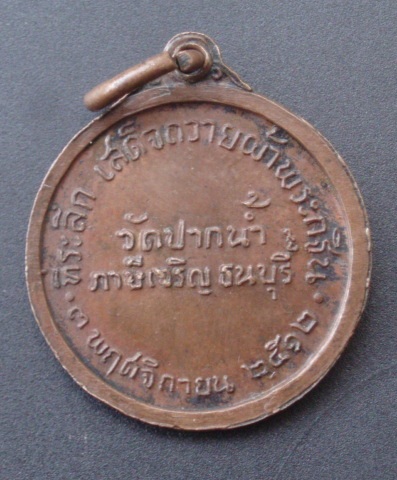 ที่ระลึก เสด็จถวายผ้าพระกฐิน
วัดปากน้ำ
ภาษีเจริญ ธนบุรี
๓ พฤศจิกายน ๒๕๑๒